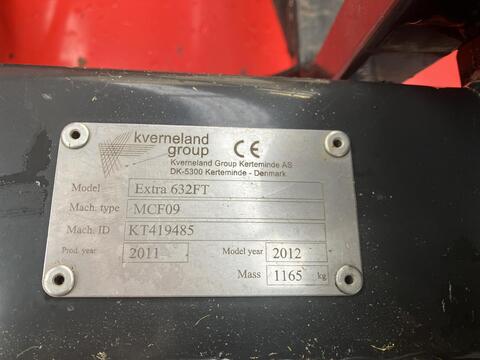 kverneland
group CE
Kverneland Group Kerteminde AS
DK-5300 Kerteminde - Denmark
Model Extra 632FT
Mach. type MCF09
Mach. ID KT419485
Prod. year 2011 Model year 2012
Mass 1165 kg